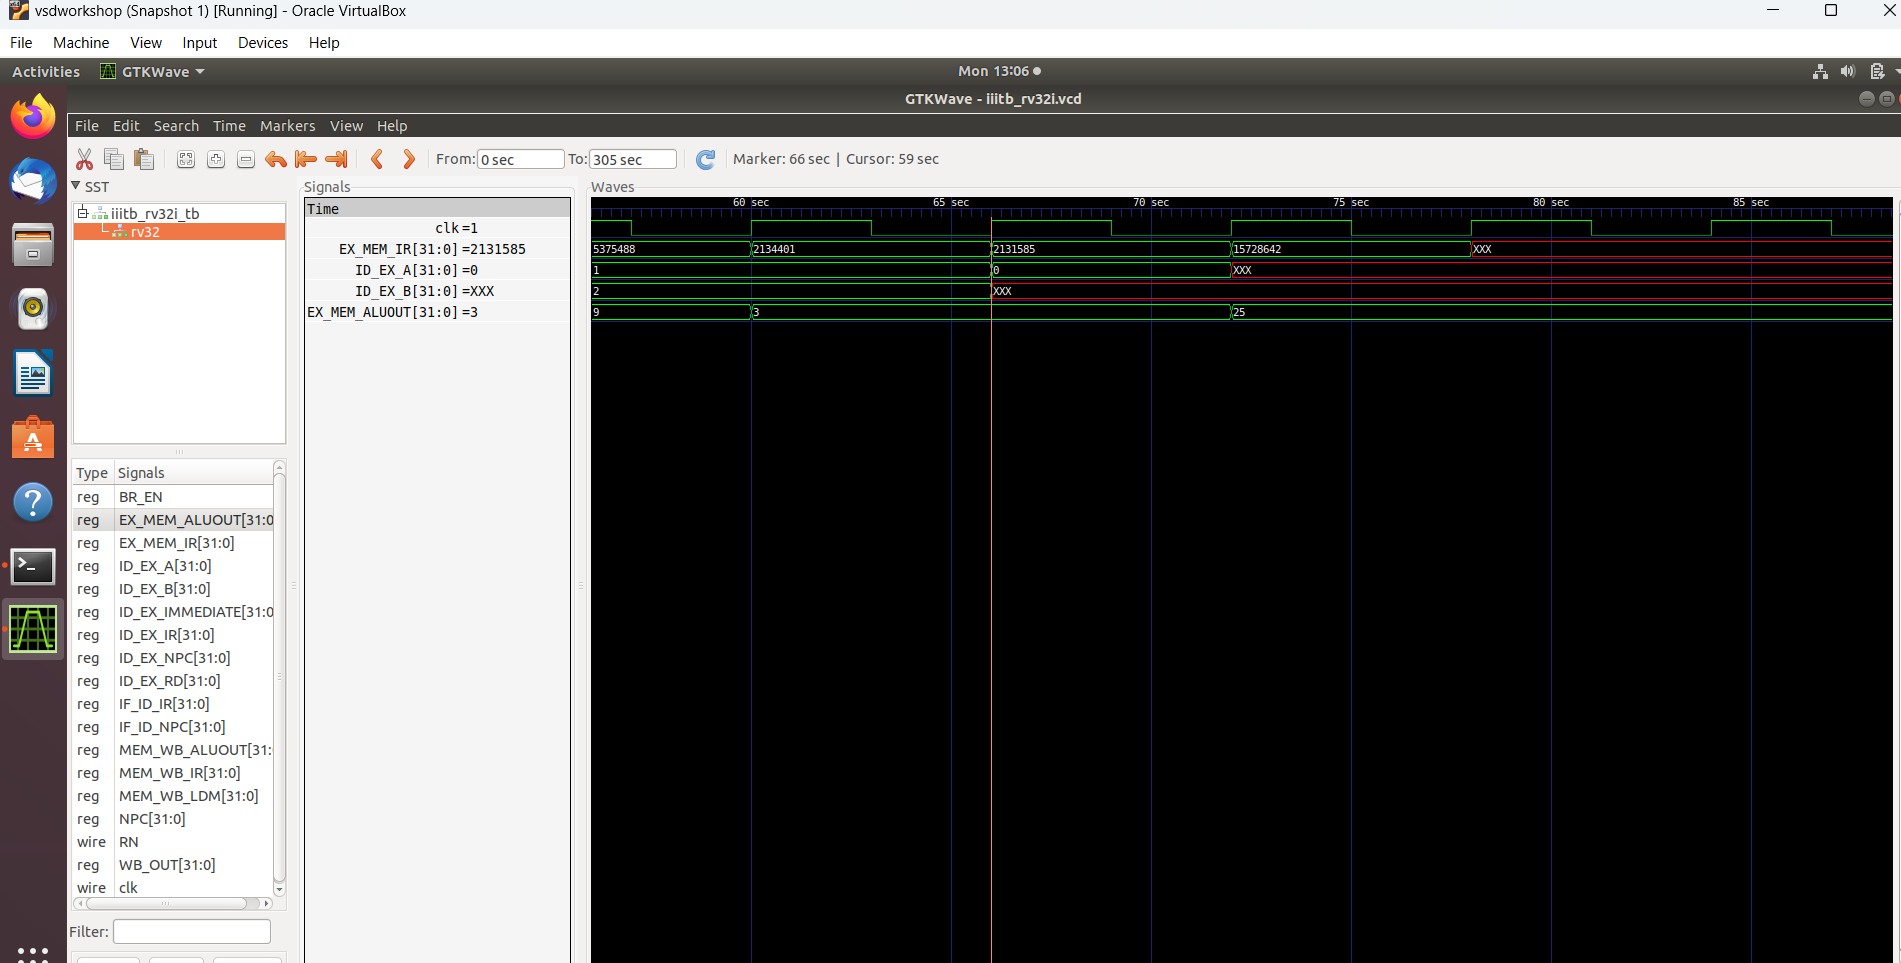 vsdworkshop (Snapshot 1) [Running] - Oracle VirtualBox
File Machine View Input Devices Help
Activities GTKWave Mon 13:06
GTKWave - iiitb_rv32i.vcd
File Edit Search Time Markers View Help
From: 0 sec To: 305 sec Marker: 66 sec | Cursor: 59 sec
SST
iiitb_rv32i_tb
rv32
Type Signals
reg BR_EN
reg EX_MEM_ALUOUT[31:0
reg EX_MEM_IR[31:0]
reg ID_EX_A[31:0]
reg ID_EX_B[31:0]
reg ID_EX_IMMEDIATE[31:0
reg ID_EX_IR[31:0]
reg ID_EX_NPC[31:0]
reg ID_EX_RD[31:0]
reg IF_ID_IR[31:0]
reg IF_ID_NPC[31:0]
reg MEM_WB_ALUOUT[31:
reg MEM_WB_IR[31:0]
reg MEM_WB_LDM[31:0]
reg NPC[31:0]
wire RN
reg WB_OUT[31:0]
wire clk
Filter:
Signals
Time
clk=1
EX_MEM_IR[31:0]=2131585
ID_EX_A[31:0]=0
ID_EX_B[31:0]=XXX
EX_MEM_ALUOUT[31:0]=3
Waves
60 sec 65 sec 70 sec 75 sec 80 sec 85 sec
5375488 2134401 2131585 15728642 XXX
1 0 XXX
2 XXX
9 3 25